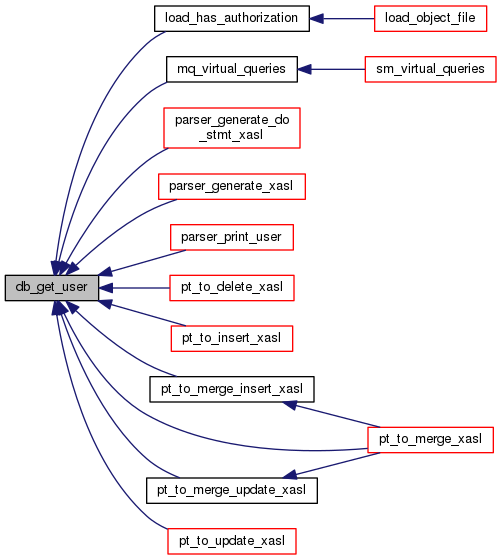 load_has_authorization
load_object_file
mq_virtual_queries
sm_virtual_queries
parser_generate_do
_stmt_xasl
parser_generate_xasl
parser_print_user
db_get_user
pt_to_delete_xasl
pt_to_insert_xasl
pt_to_merge_insert_xasl
pt_to_merge_xasl
pt_to_merge_update_xasl
pt_to_update_xasl